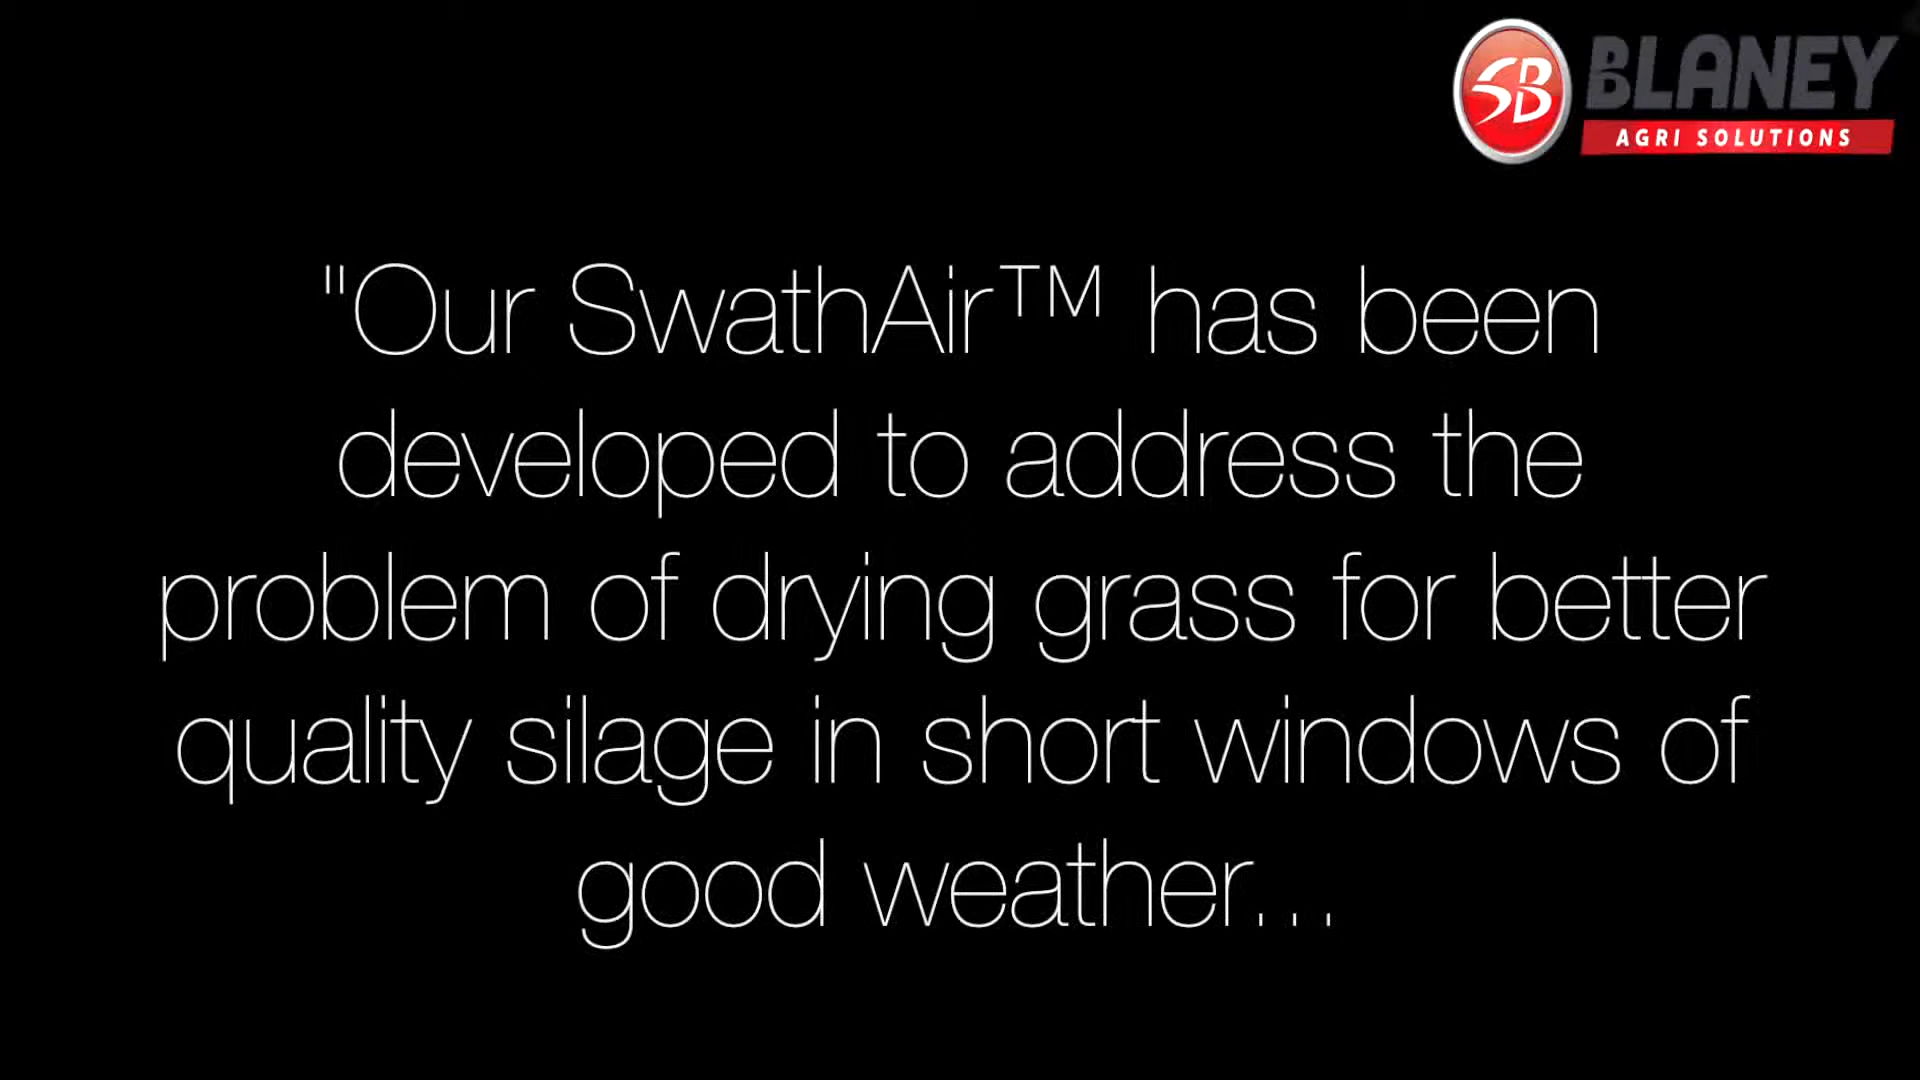 SB BLANEY
AGRI SOLUTIONS
"Our SwathAir™ has been
developed to address the
problem of drying grass for better
quality silage in short windows of
good weather...